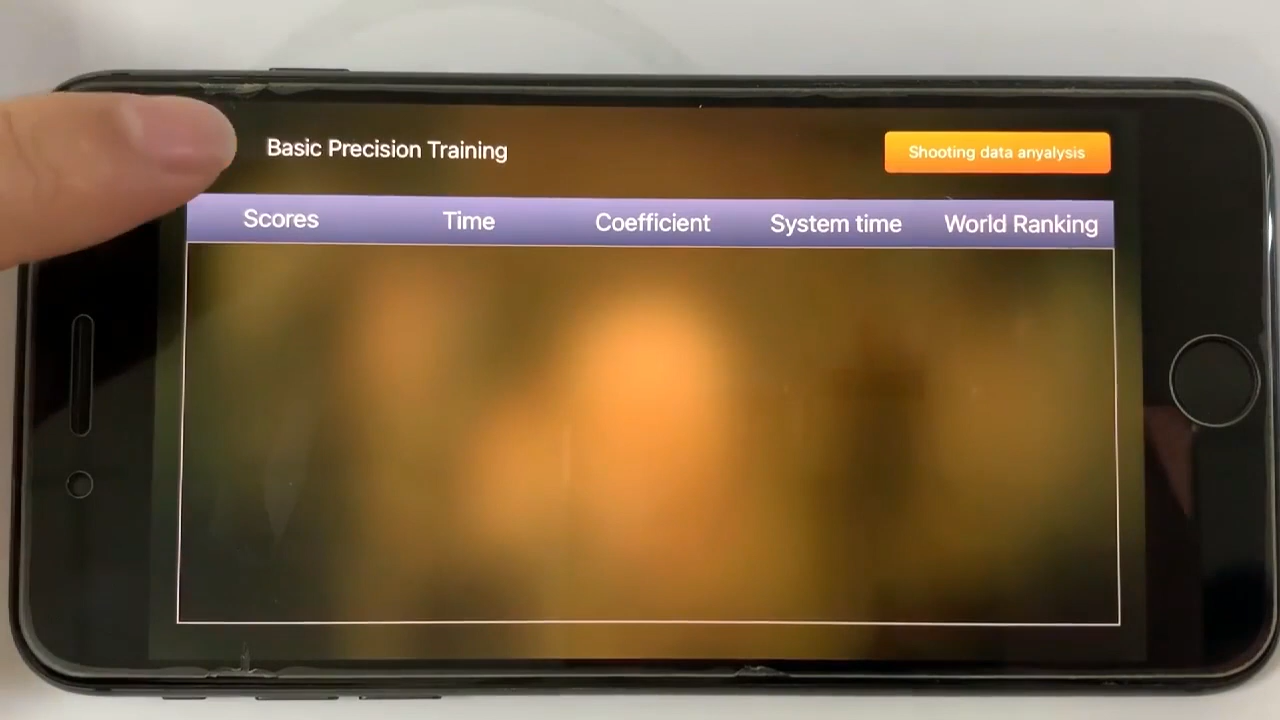 Basic Precision Training
Shooting data anyalysis
Scores Time Coefficient System time World Ranking